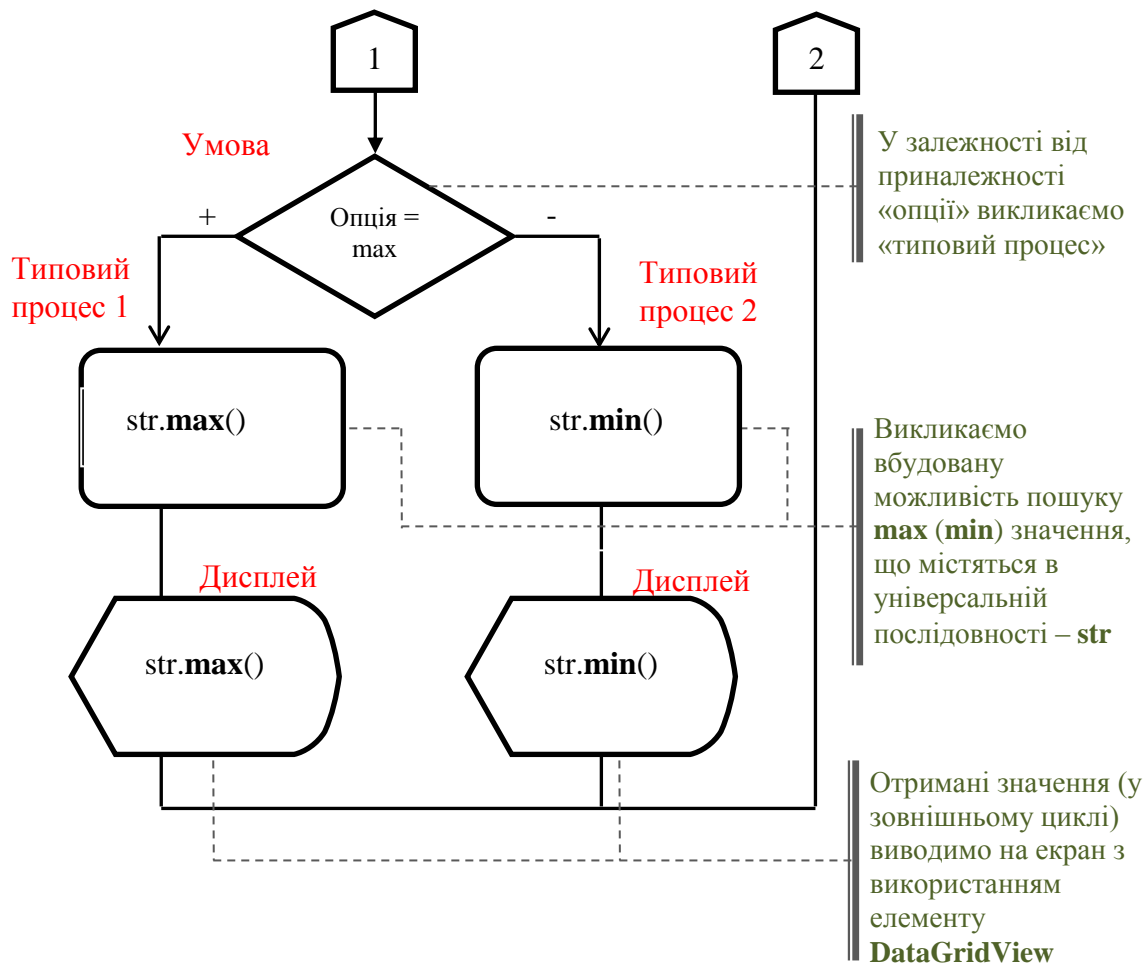 1
2
Умова
У залежності від
приналежності
«опції» викликаємо
«типовий процес»
+
Опція =
max
-
Типовий
процес 1
Типовий
процес 2
str.max()
str.min()
Викликаємо
вбудовану
можливість пошуку
max (min) значення,
що містяться в
універсальній
послідовності – str
Дисплей
Дисплей
str.max()
str.min()
Отримані значення (у
зовнішньому циклі)
виводимо на екран з
використанням
елементу
DataGridView